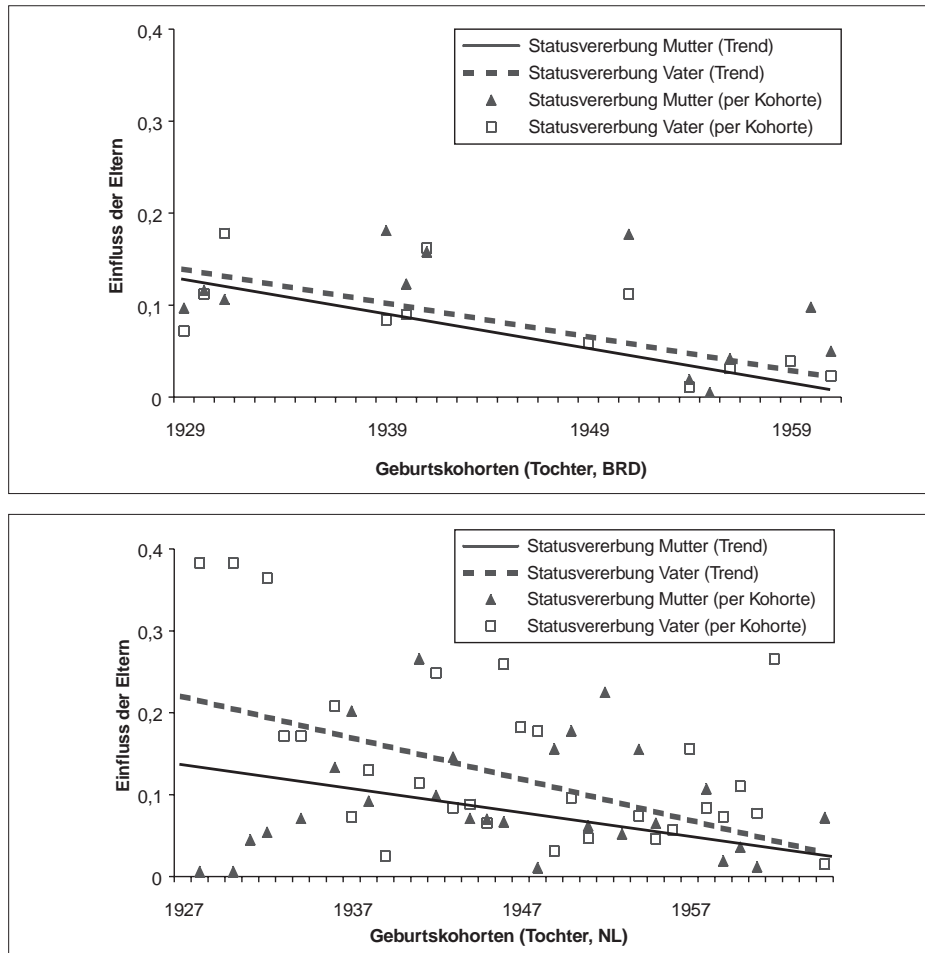 0,4
0,3
0,2
0,1
0
Einfluss der Eltern
Statusvererbung Mutter (Trend)
Statusvererbung Vater (Trend)
Statusvererbung Mutter (per Kohorte)
Statusvererbung Vater (per Kohorte)
1929 1939 1949 1959
Geburtskohorten (Tochter, BRD)
0,4
0,3
0,2
0,1
0
Einfluss der Eltern
Statusvererbung Mutter (Trend)
Statusvererbung Vater (Trend)
Statusvererbung Mutter (per Kohorte)
Statusvererbung Vater (per Kohorte)
1927 1937 1947 1957
Geburtskohorten (Tochter, NL)